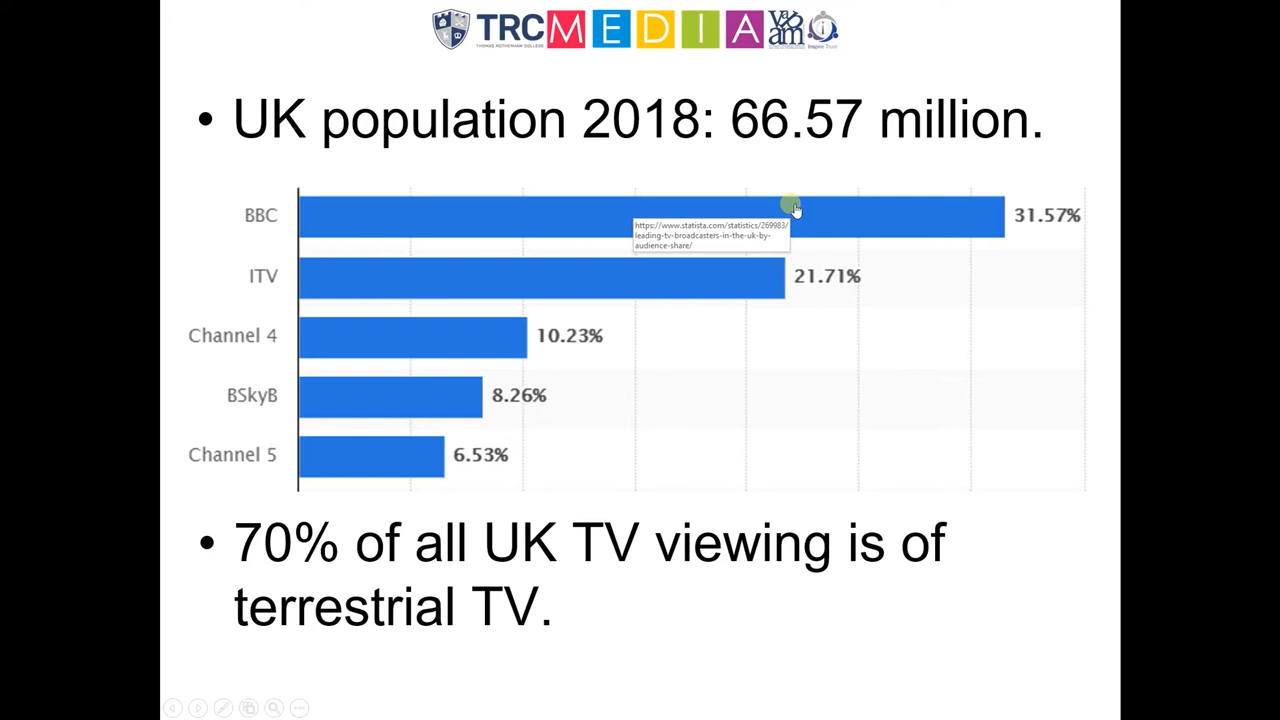 TRC MEDIA
THOMAS ROTHERHAM COLLEGE
Inspire Trust
• UK population 2018: 66.57 million.
BBC 31.57%
https://www.statista.com/statistics/269983/
leading-tv-broadcasters-in-the-uk-by-
audience-share/
ITV 21.71%
Channel 4 10.23%
BSkyB 8.26%
Channel 5 6.53%
• 70% of all UK TV viewing is of
terrestrial TV.